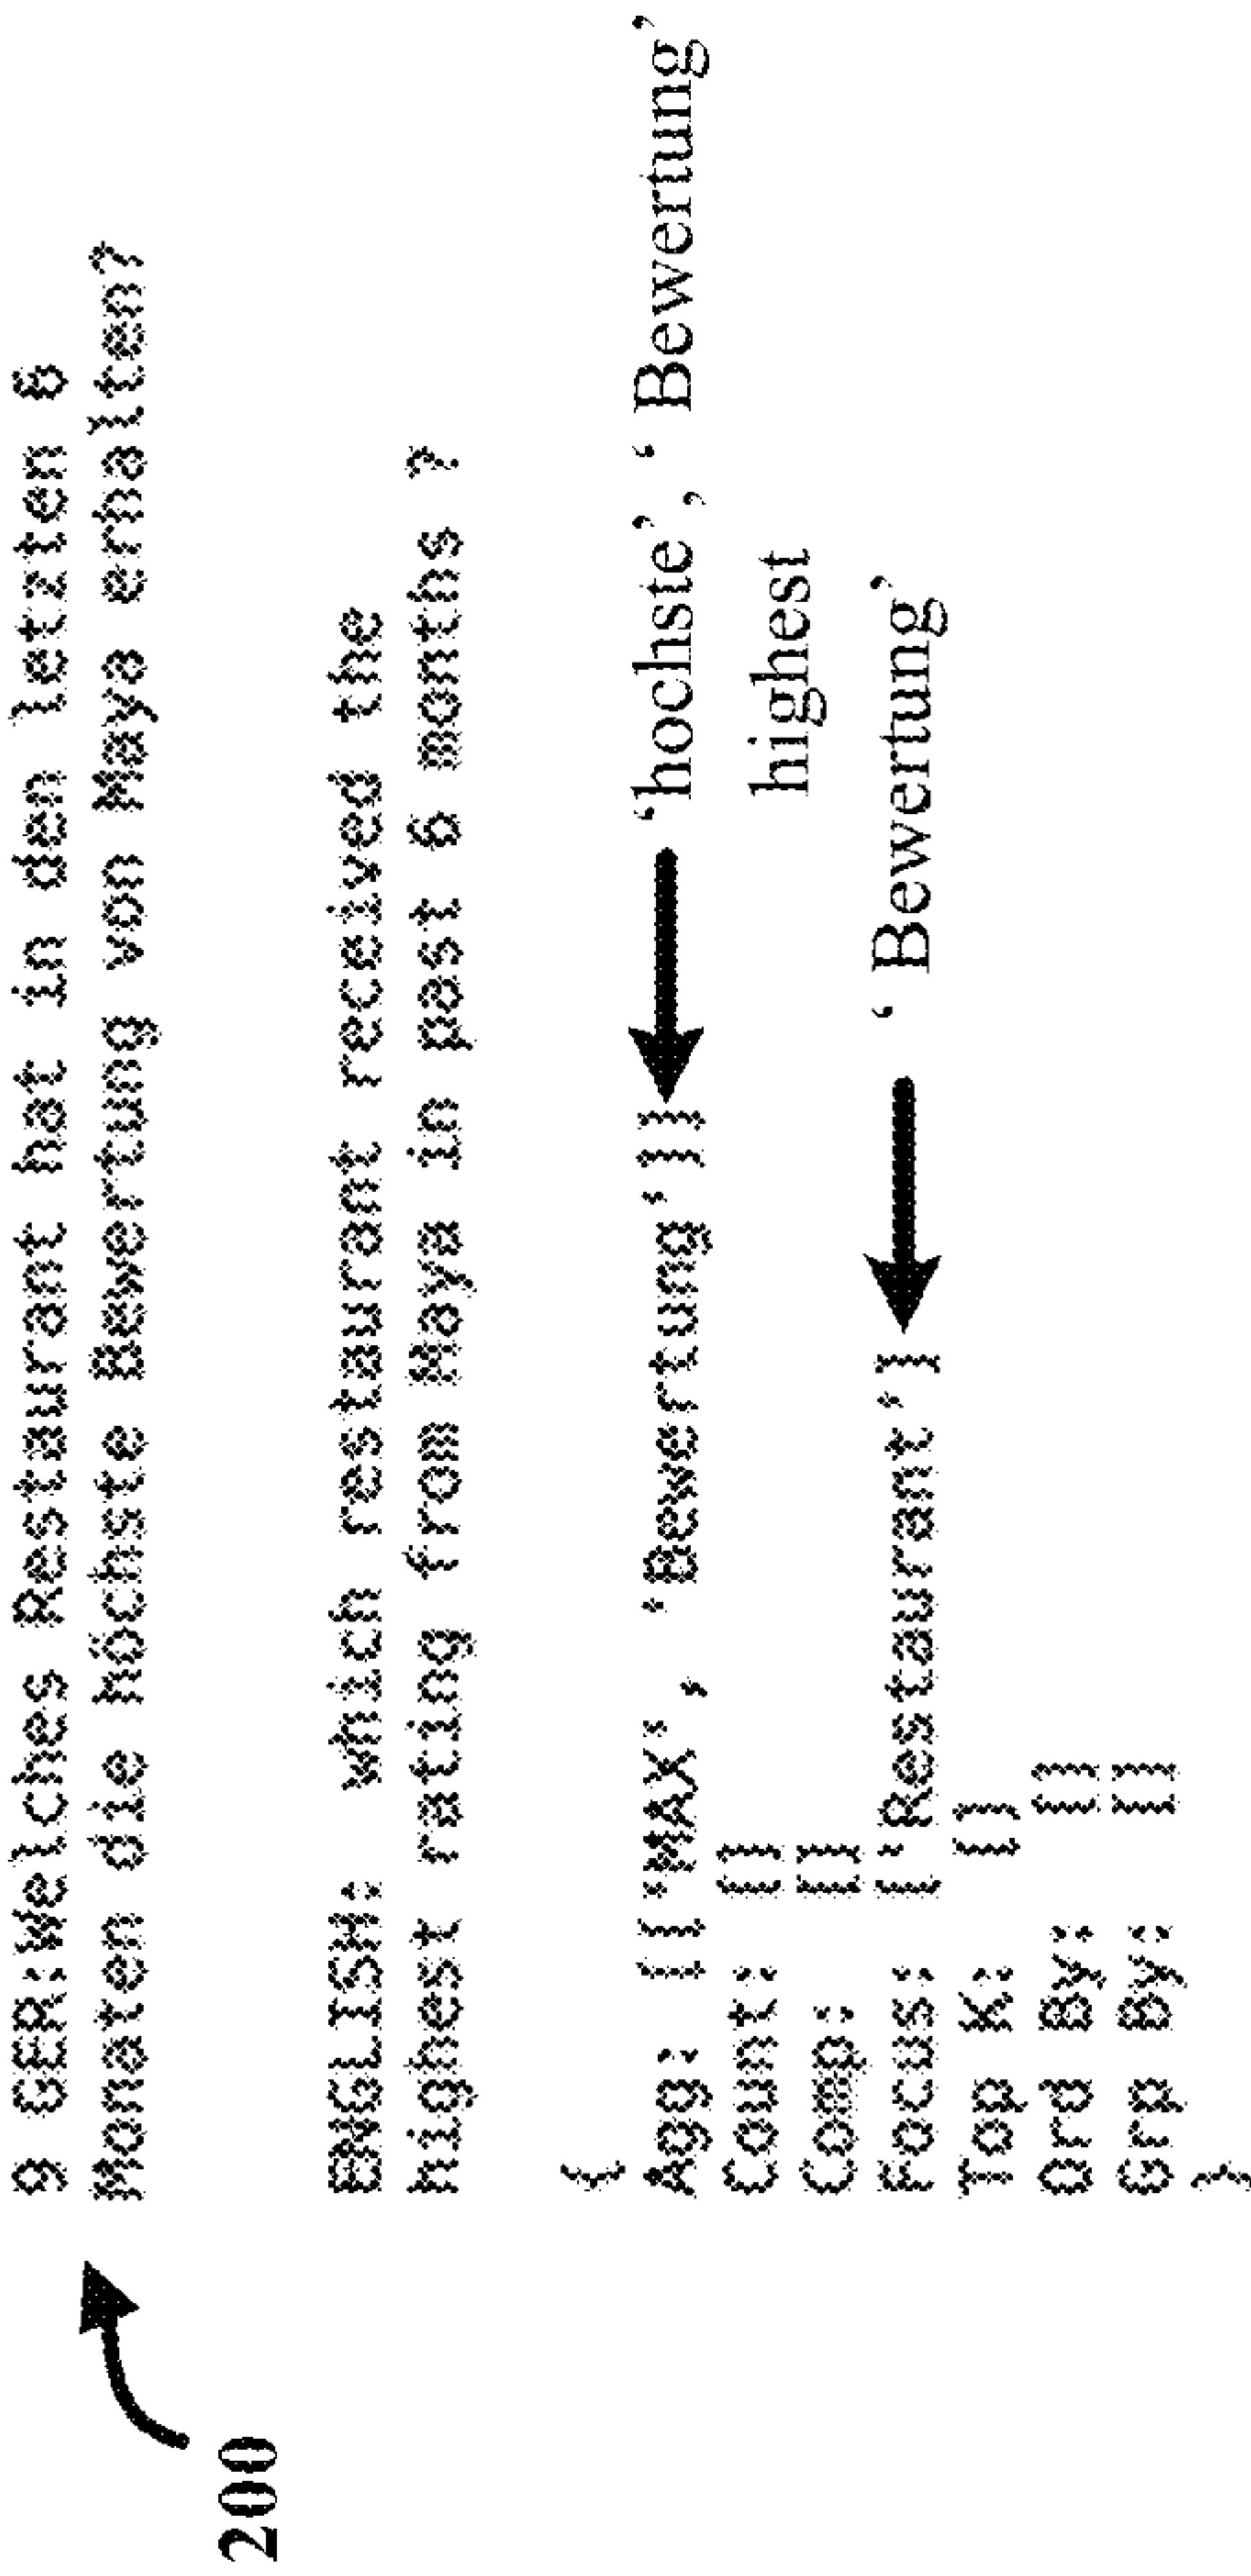 200
9 GER:Welches Restaurant hat in den letzten 6
Monaten die höchste Bewertung von Maya erhalten?
ENGLISH: which restaurant received the
highest rating from Maya in past 6 months ?
{
Agg: [["MAX", 'Bewertung']] 'hochste', ' Bewertung'
highest
Count: []
Comp: []
Focus: ['Restaurant'] ' Bewertung'
Top K: []
Ord By: []
Grp By: []
}